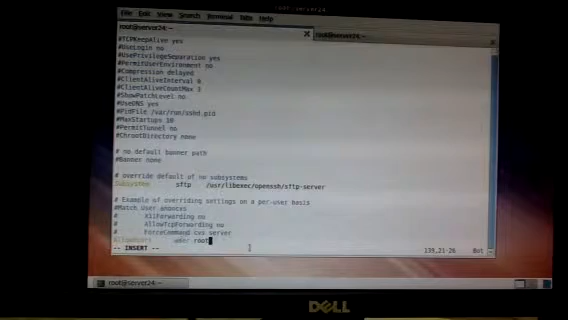 File Edit View Search Terminal Tabs Help
root@server24:~
root@server24:~
#TCPKeepAlive yes
#UseLogin no
#UsePrivilegeSeparation yes
#PermitUserEnvironment no
#Compression delayed
#ClientAliveInterval 0
#ClientAliveCountMax 3
#ShowPatchLevel no
#UseDNS yes
#PidFile /var/run/sshd.pid
#MaxStartups 10
#PermitTunnel no
#ChrootDirectory none
# no default banner path
#Banner none
# override default of no subsystems
Subsystem sftp /usr/libexec/openssh/sftp-server
# Example of overriding settings on a per-user basis
#Match User anoncvs
# X11Forwarding no
# AllowTcpForwarding no
# ForceCommand cvs server
user root
-- INSERT --
139,21-26
Bot
root@server24:~
DELL